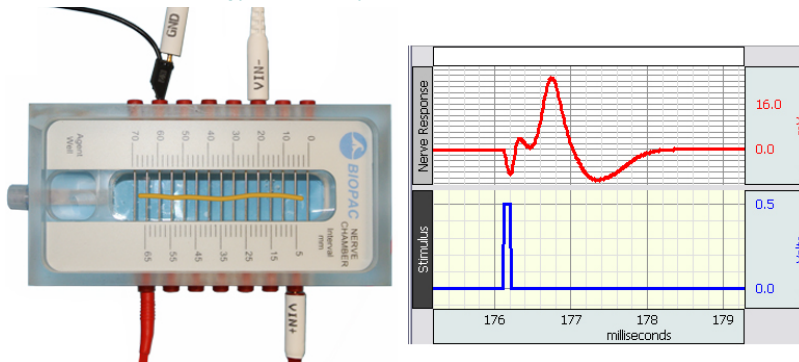 GND
VIN-
Agent
Well
70
60
50
40
30
20
10
0
BIOPAC
NERVE
CHAMBER
Interval
mm
65
55
45
35
25
15
5
VIN+
Nerve Response
16.0
0.0
Stimulus
0.5
0.0
176
177
178
179
milliseconds